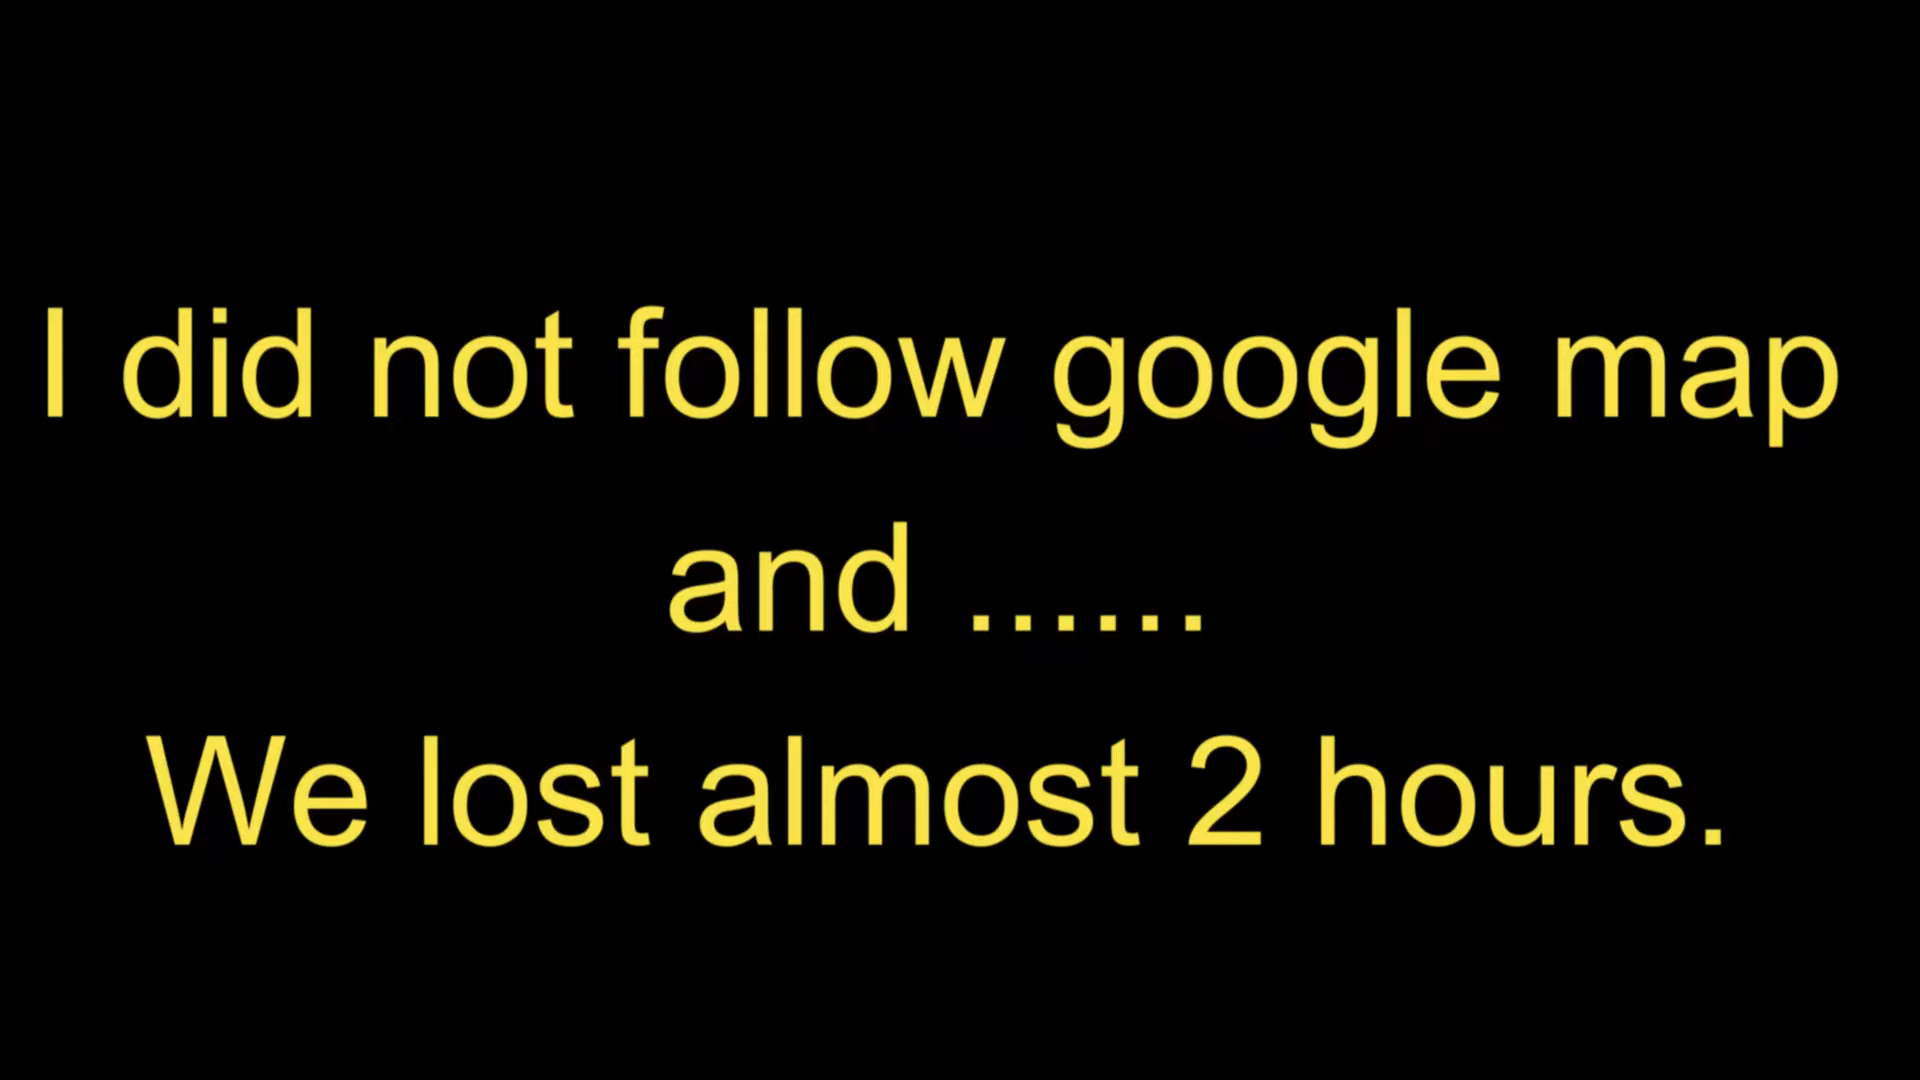 I did not follow google map
and ......
We lost almost 2 hours.